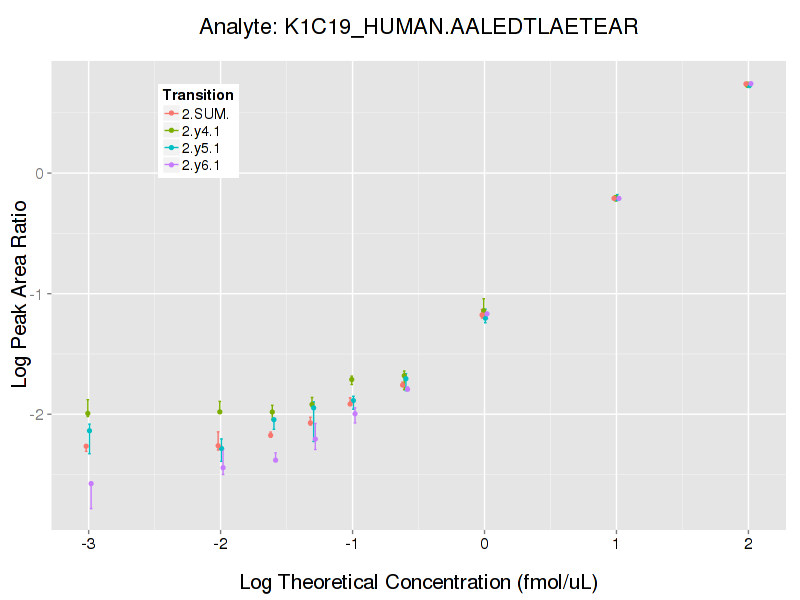 Analyte: K1C19_HUMAN.AALEDTLAETEAR
Transition
2.SUM.
2.y4.1
2.y5.1
2.y6.1
Log Peak Area Ratio
0
-1
-2
-3 -2 -1 0 1 2
Log Theoretical Concentration (fmol/uL)